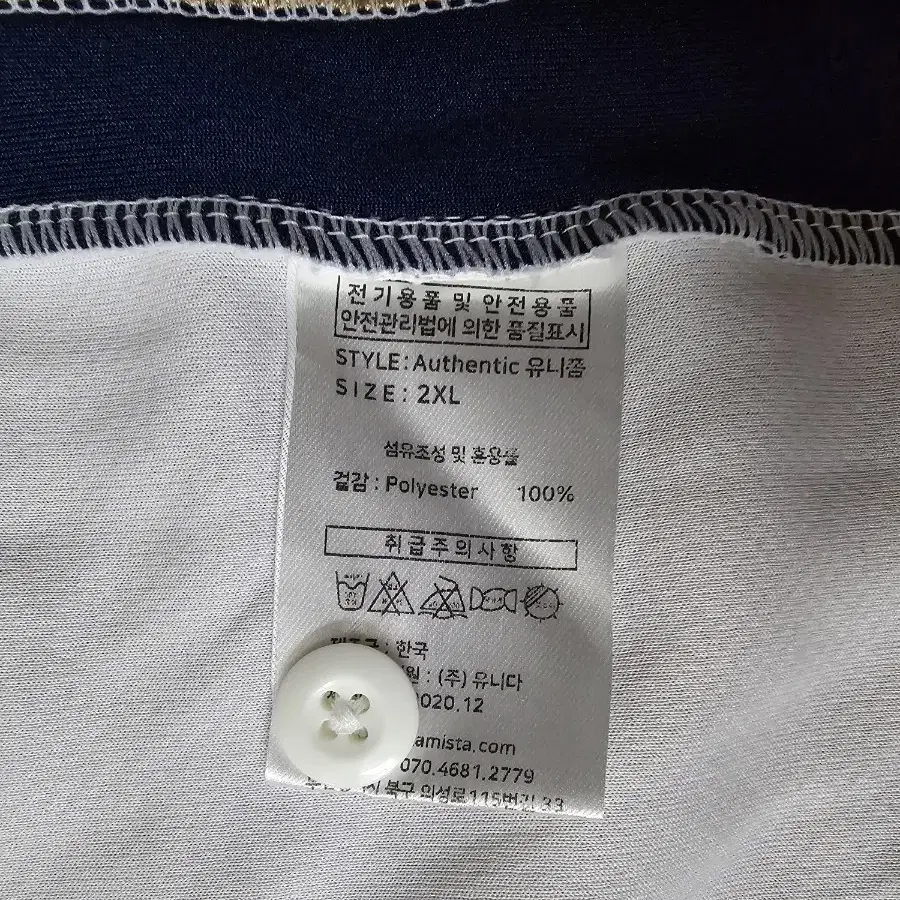 전기용품 및 안전용품
안전관리법에 의한 품질표시
STYLE: Authentic 유니폼
SIZE: 2XL
섬유조성 및 혼용률
겉감: Polyester 100%
취급주의사항
: 한국
: (주) 유니다
020.12
amista.com
070.4681.2779
북구 의성로115번길 33